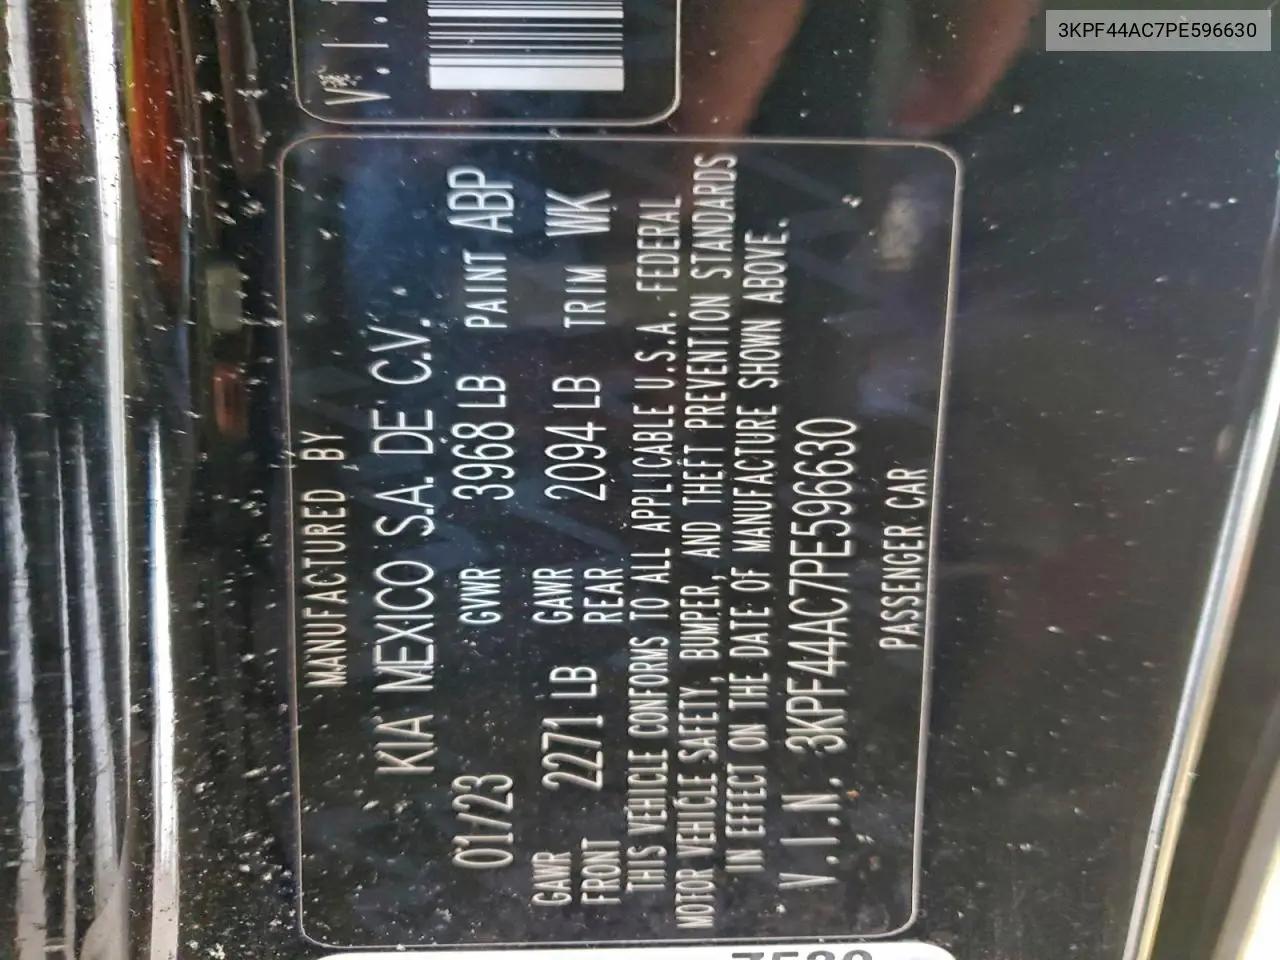 3KPF44AC7PE596630
V.I.
MANUFACTURED BY
KIA MEXICO S.A. DE C.V.
01/23 GVWR 3968 LB PAINT ABP
GAWR FRONT 2271 LB GAWR REAR 2094 LB TRIM WK
THIS VEHICLE CONFORMS TO ALL APPLICABLE U.S.A. FEDERAL
MOTOR VEHICLE SAFETY, BUMPER, AND THEFT PREVENTION STANDARDS
IN EFFECT ON THE DATE OF MANUFACTURE SHOWN ABOVE.
V.I.N. 3KPF44AC7PE596630
PASSENGER CAR